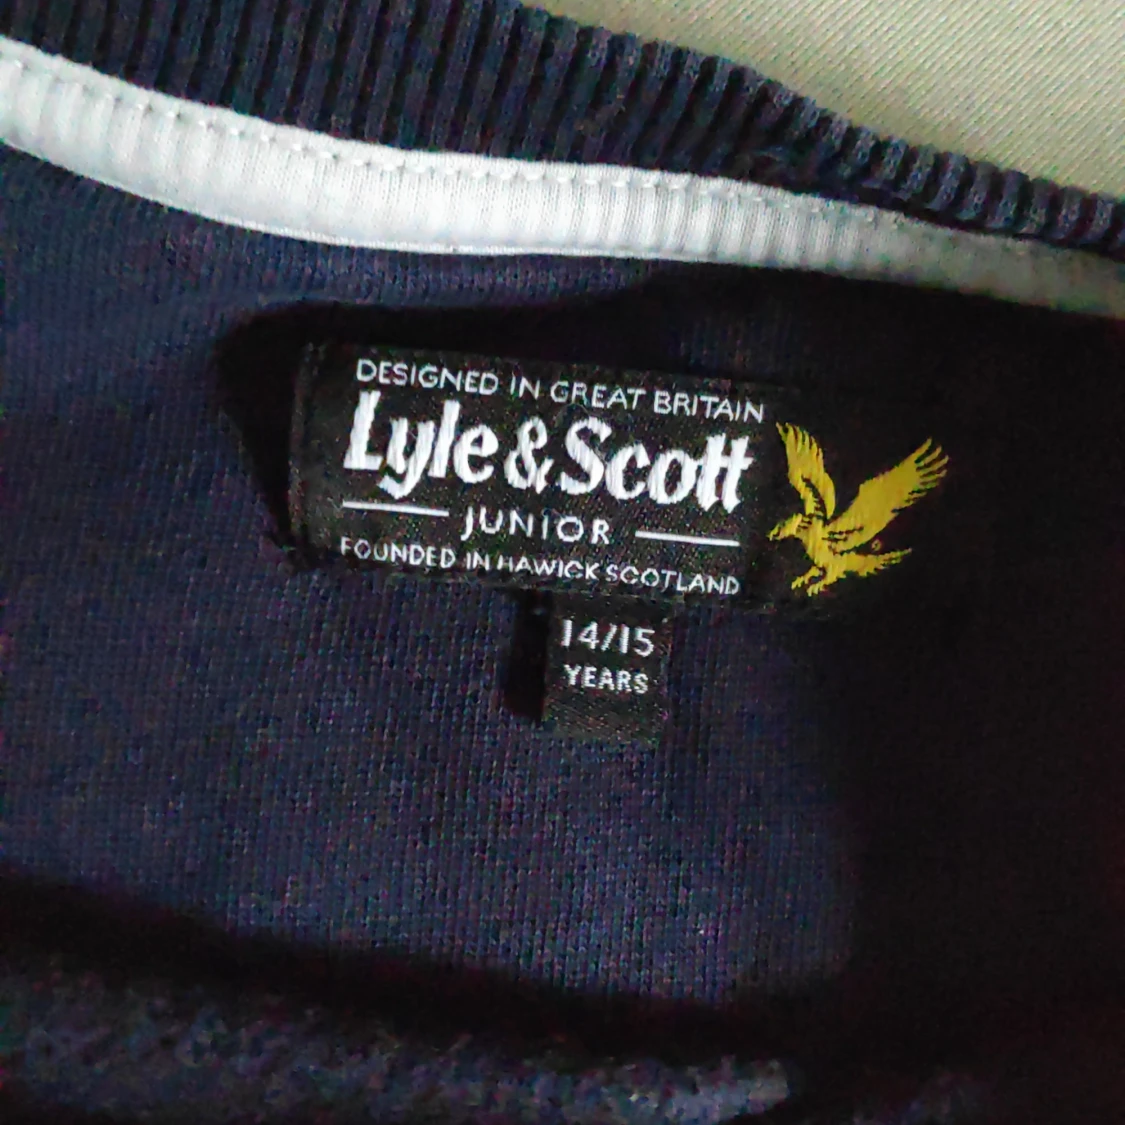 DESIGNED IN GREAT BRITAIN
Lyle & Scott
JUNIOR
FOUNDED IN HAWICK SCOTLAND
14/15
YEARS